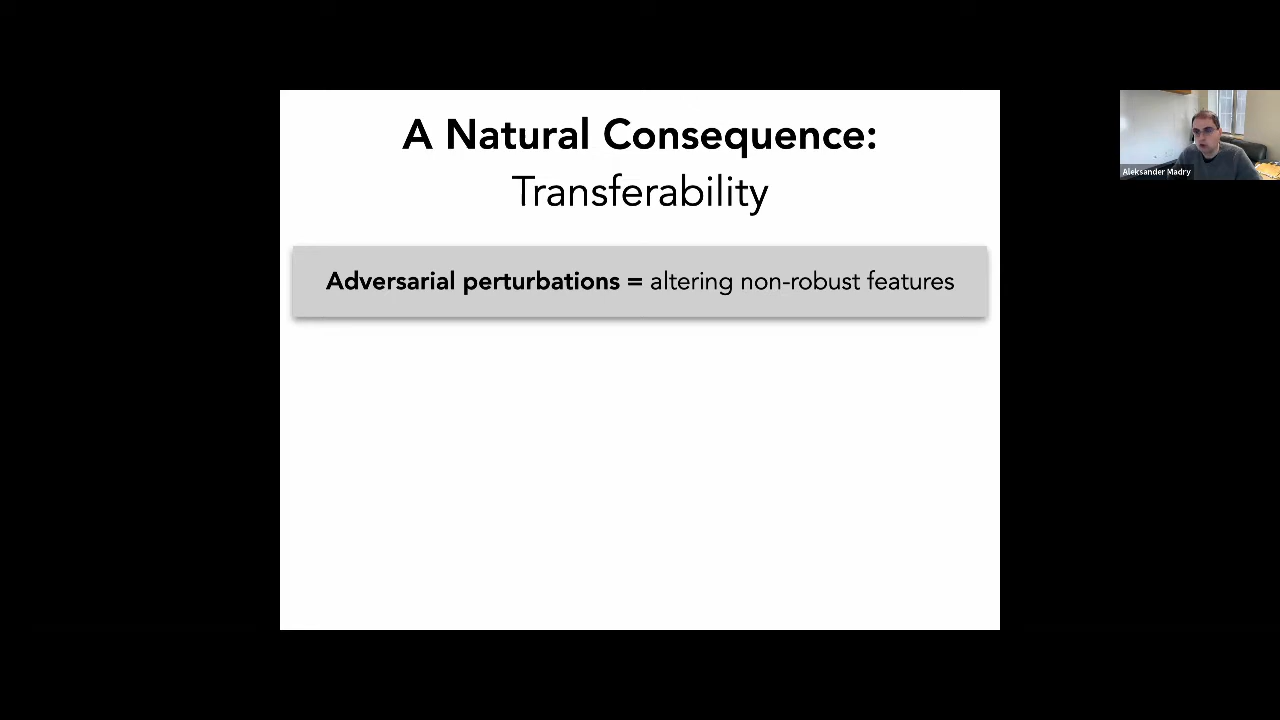 A Natural Consequence:
Transferability
Adversarial perturbations = altering non-robust features
Aleksander Madry